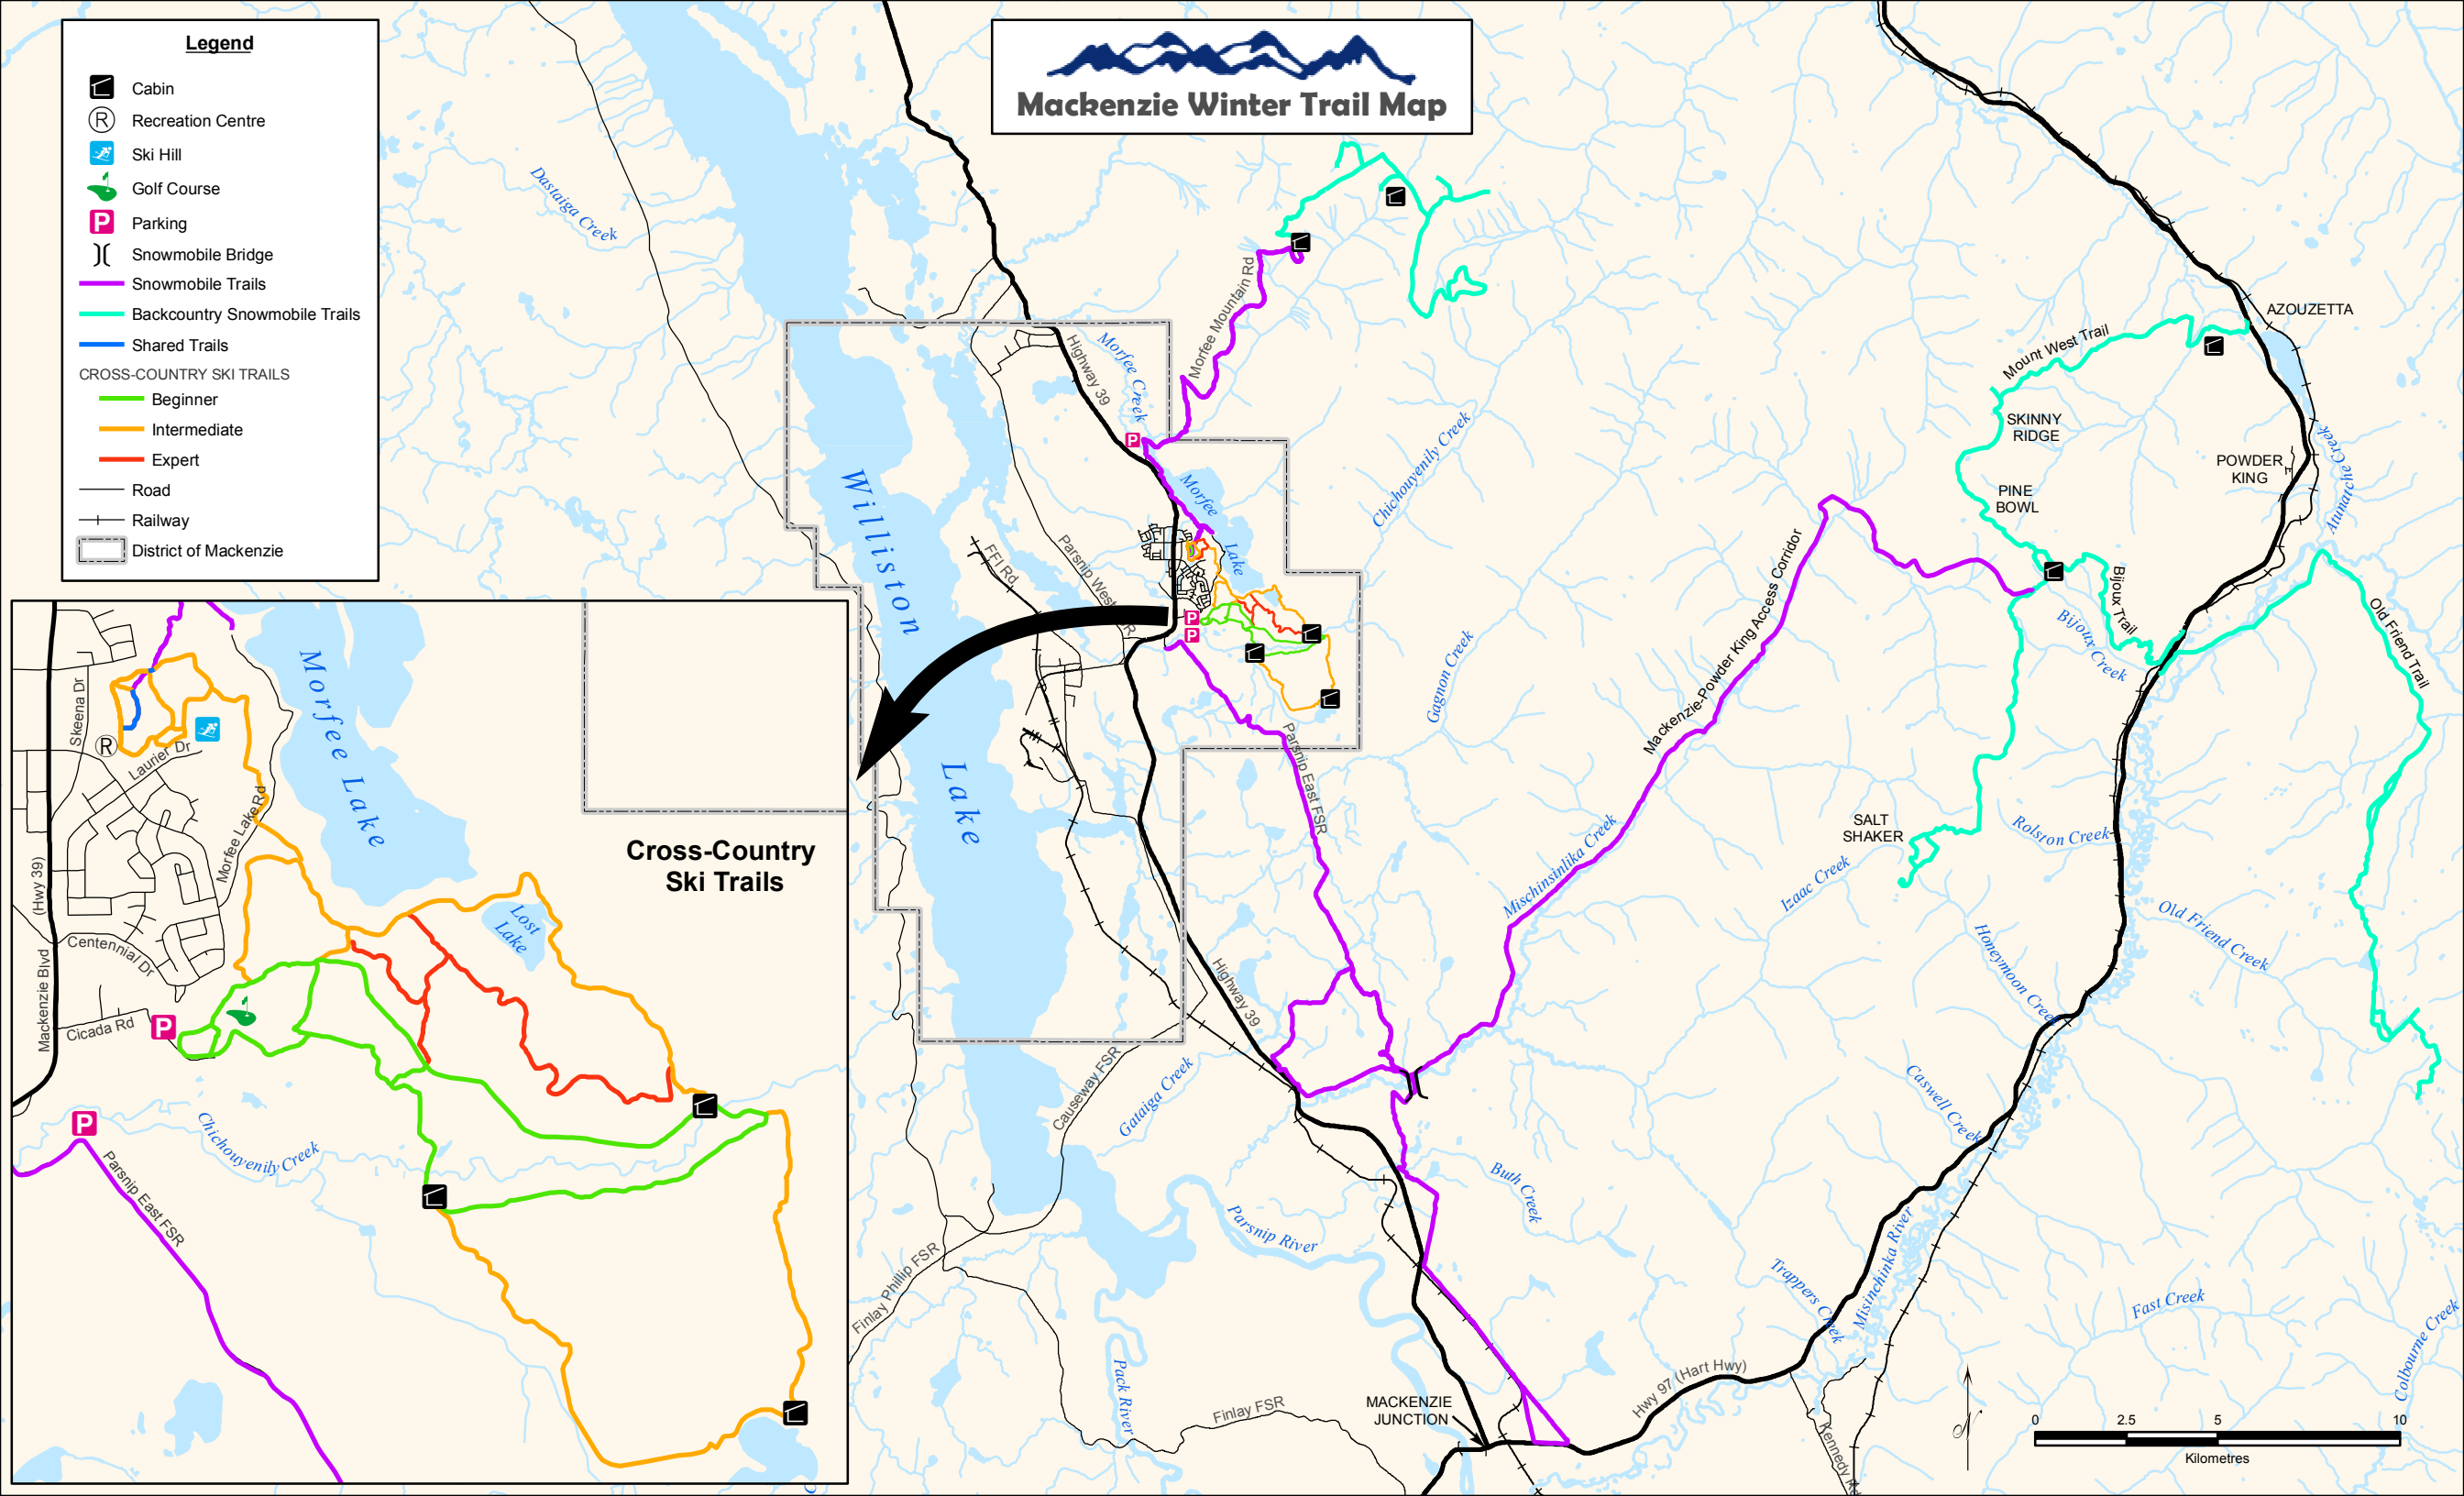 Mackenzie Winter Trail Map
Legend
Cabin
R
Recreation Centre
Ski Hill
Golf Course
P
Parking
Snowmobile Bridge
Snowmobile Trails
Backcountry Snowmobile Trails
Shared Trails
CROSS-COUNTRY SKI TRAILS
Beginner
Intermediate
Expert
Road
Railway
District of Mackenzie
Dastaiga Creek
Morfee Mountain Rd
Highway 39
Morfee Creek
P
Morfee
Lake
Chichouyenily Creek
Williston
Lake
FFI Rd
Parsnip West FSR
P
P
Gagnon Creek
Parsnip East FSR
Mackenzie-Powder King Access Corridor
Mischinsinlika Creek
Mount West Trail
AZOUZETTA
SKINNY
RIDGE
POWDER
KING
PINE
BOWL
Atunatche Creek
Bijoux Trail
Bijoux Creek
Old Friend Trail
SALT
SHAKER
Rolston Creek
Izaac Creek
Old Friend Creek
Honeymoon Creek
Caswell Creek
Highway 39
Causeway FSR
Gataiga Creek
Buth Creek
Parsnip River
Finlay Phillip FSR
Pack River
Finlay FSR
MACKENZIE
JUNCTION
Hwy 97 (Hart Hwy)
Trappers Creek
Misinchinka River
Fast Creek
Colbourne Creek
Kennedy Rd
N
0 2.5 5 10
Kilometres
Cross-Country
Ski Trails
Morfee Lake
Skeena Dr
R
Laurier Dr
Morfee Lake Rd
(Hwy 39)
Mackenzie Blvd
Centennial Dr
Cicada Rd
P
P
Lost
Lake
Chichouyenily Creek
Parsnip East FSR